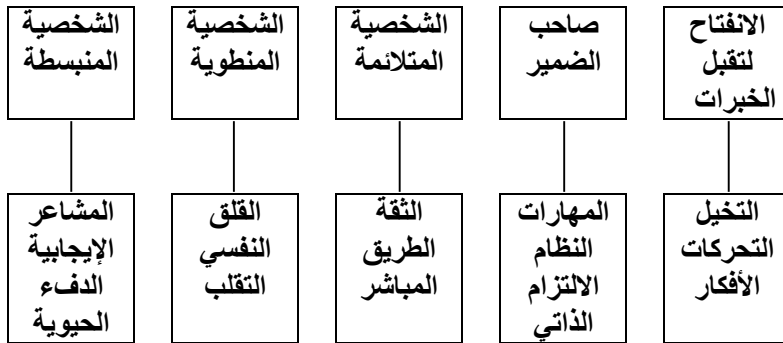 الانفتاح
لتقبل
الخبرات
صاحب
الضمير
الشخصية
المتلائمة
الشخصية
المنطوية
الشخصية
المنبسطة
التخيل
التحركات
الأفكار
المهارات
النظام
الالتزام
الذاتي
الثقة
الطريق
المباشر
القلق
النفسي
التقلب
المشاعر
الإيجابية
الدفء
الحيوية